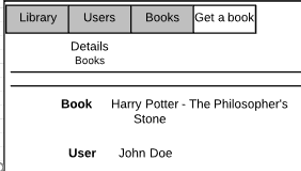 Library Users Books Get a book
Details
Books
Book Harry Potter - The Philosopher's
Stone
User John Doe